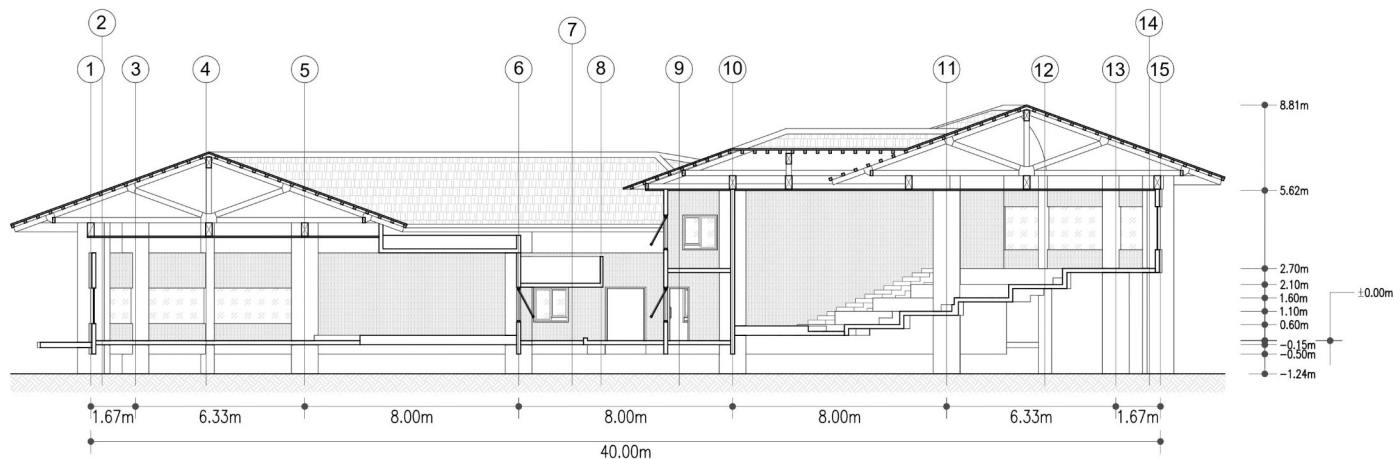 2
14
7
1
3
4
5
6
8
9
10
11
12
13
15
8.81m
5.62m
2.70m
2.10m
±0.00m
1.60m
1.10m
0.60m
-0.15m
-0.50m
-1.24m
1.67m
6.33m
8.00m
8.00m
8.00m
6.33m
1.67m
40.00m